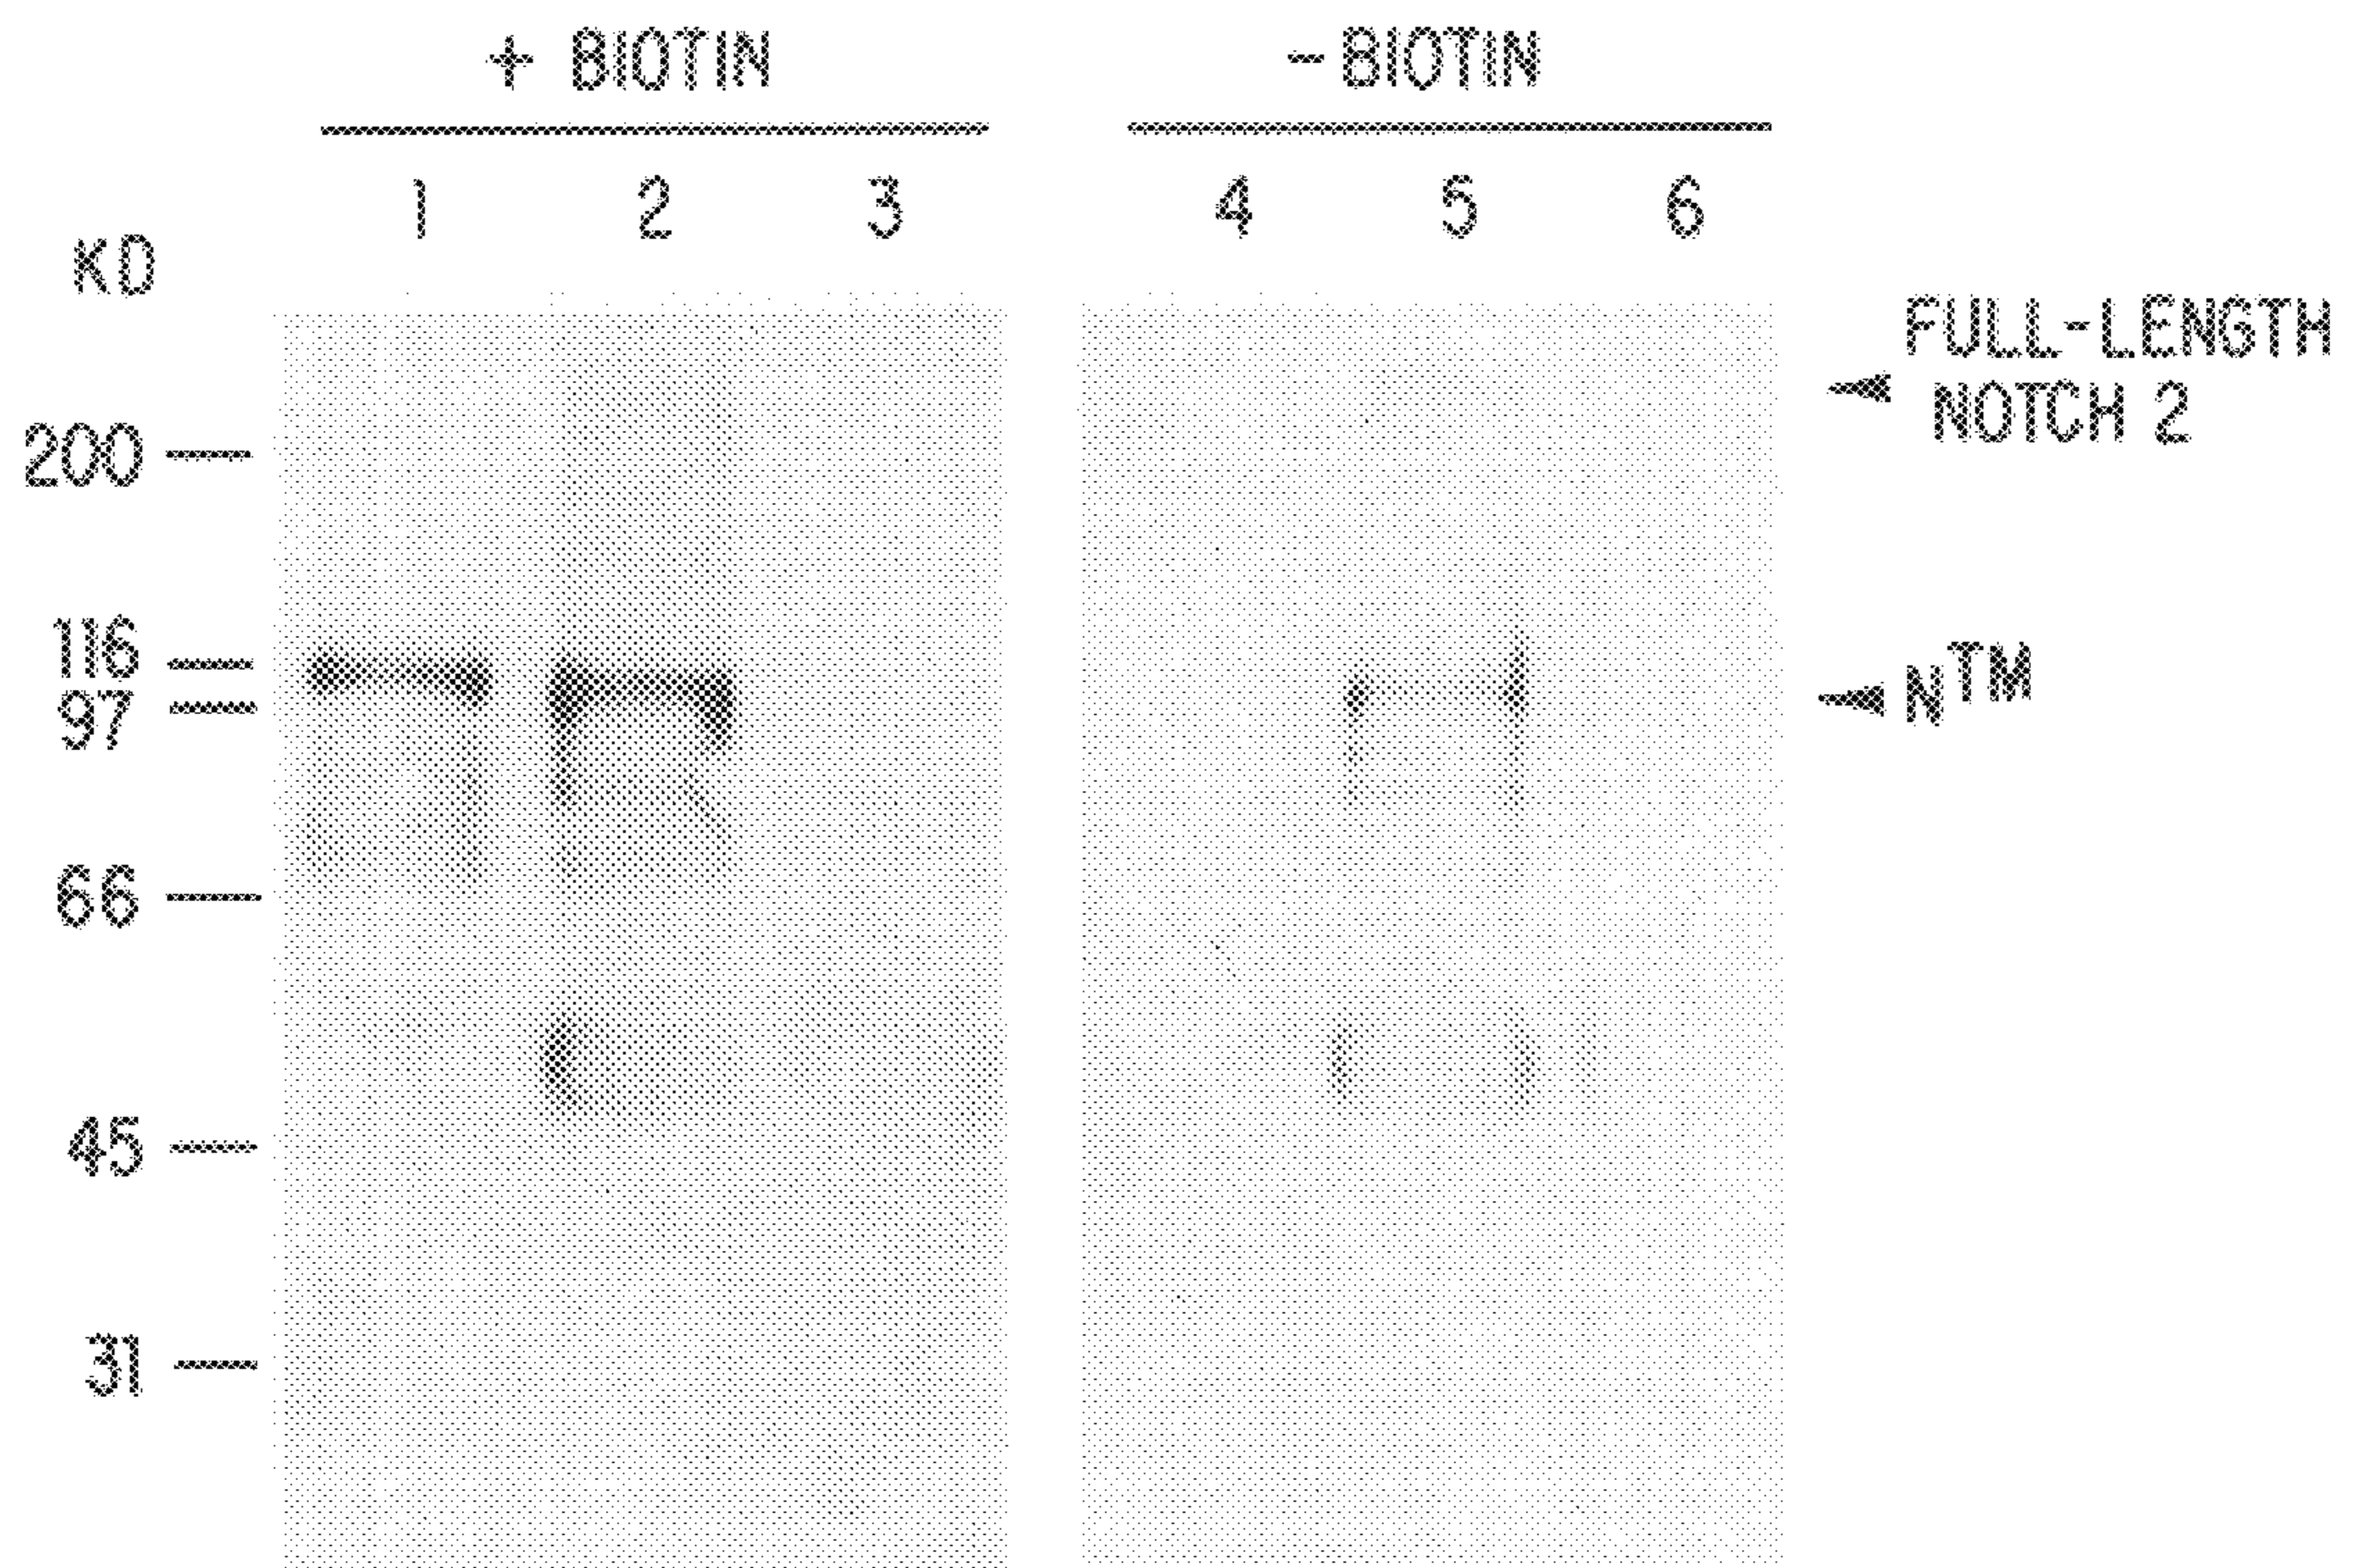 + BIOTIN
- BIOTIN
1 2 3
4 5 6
KD
FULL-LENGTH
NOTCH 2
200
116
97
N™
66
45
31